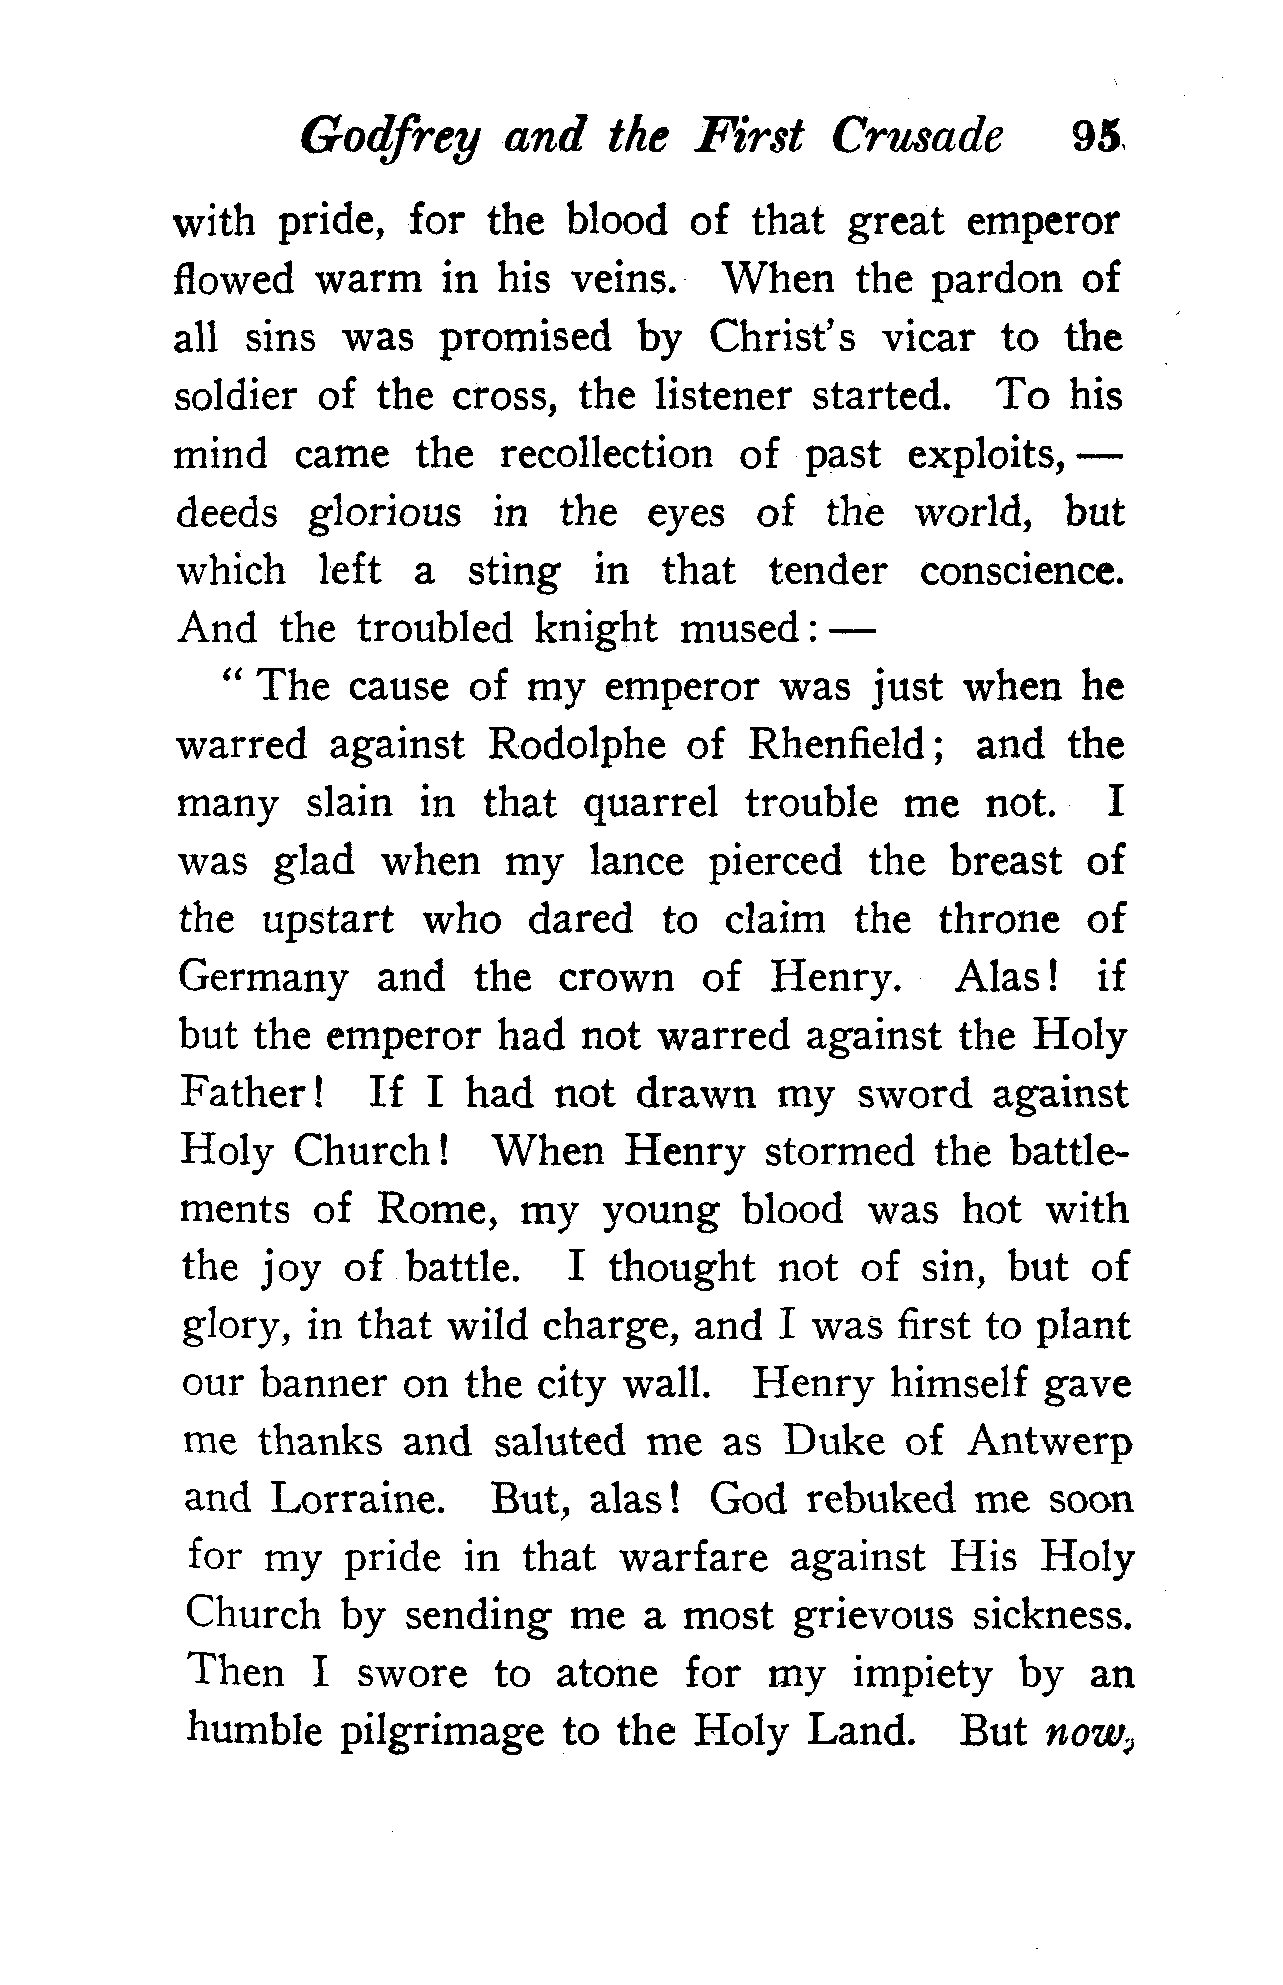 Godfrey and the First Crusade 95
with pride, for the blood of that great emperor
flowed warm in his veins. When the pardon of
all sins was promised by Christ's vicar to the
soldier of the cross, the listener started. To his
mind came the recollection of past exploits, —
deeds glorious in the eyes of the world, but
which left a sting in that tender conscience.
And the troubled knight mused: —
“The cause of my emperor was just when he
warred against Rodolphe of Rhenfield; and the
many slain in that quarrel trouble me not. I
was glad when my lance pierced the breast of
the upstart who dared to claim the throne of
Germany and the crown of Henry. Alas! if
but the emperor had not warred against the Holy
Father! If I had not drawn my sword against
Holy Church! When Henry stormed the battle-
ments of Rome, my young blood was hot with
the joy of battle. I thought not of sin, but of
glory, in that wild charge, and I was first to plant
our banner on the city wall. Henry himself gave
me thanks and saluted me as Duke of Antwerp
and Lorraine. But, alas! God rebuked me soon
for my pride in that warfare against His Holy
Church by sending me a most grievous sickness.
Then I swore to atone for my impiety by an
humble pilgrimage to the Holy Land. But now,